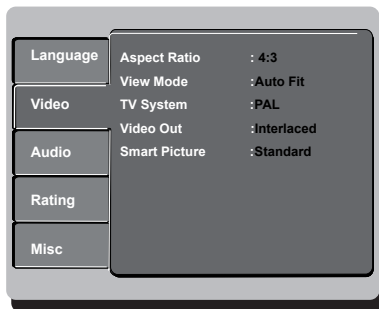 Language
Video
Audio
Rating
Misc
Aspect Ratio : 4:3
View Mode :Auto Fit
TV System :PAL
Video Out :Interlaced
Smart Picture :Standard